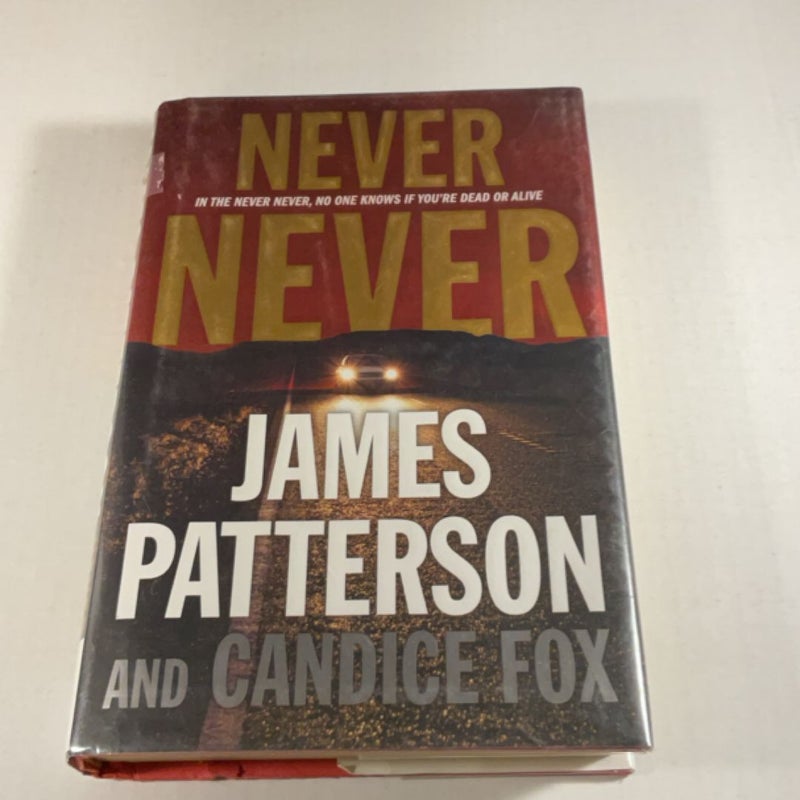 NEVER
IN THE NEVER NEVER, NO ONE KNOWS IF YOU'RE DEAD OR ALIVE
NEVER
JAMES
PATTERSON
AND CANDICE FOX